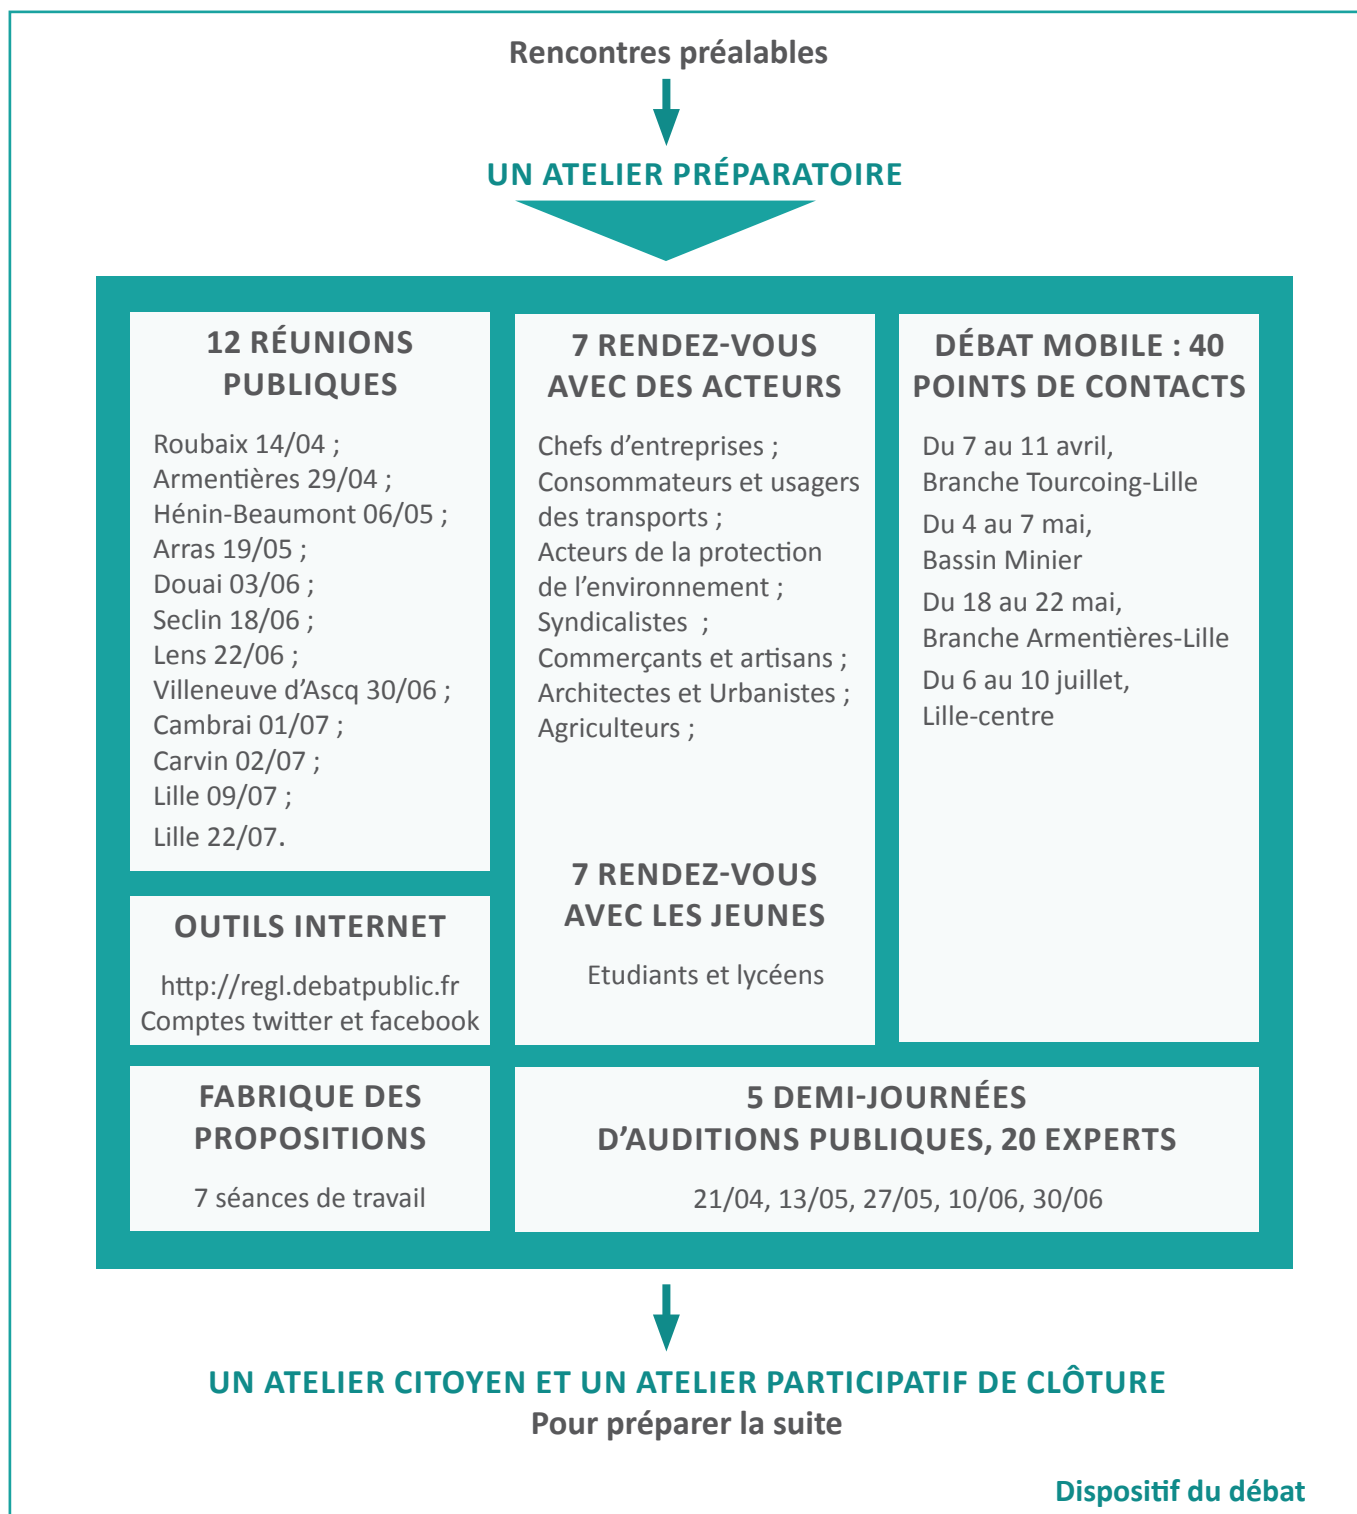 Rencontres préalables
UN ATELIER PRÉPARATOIRE
12 RÉUNIONS
PUBLIQUES
Roubaix 14/04 ;
Armentières 29/04 ;
Hénin-Beaumont 06/05 ;
Arras 19/05 ;
Douai 03/06 ;
Seclin 18/06 ;
Lens 22/06 ;
Villeneuve d’Ascq 30/06 ;
Cambrai 01/07 ;
Carvin 02/07 ;
Lille 09/07 ;
Lille 22/07.
OUTILS INTERNET
http://regl.debatpublic.fr
Comptes twitter et facebook
7 RENDEZ-VOUS
AVEC DES ACTEURS
Chefs d’entreprises ;
Consommateurs et usagers
des transports ;
Acteurs de la protection
de l’environnement ;
Syndicalistes  ;
Commerçants et artisans ;
Architectes et Urbanistes ;
Agriculteurs ;
7 RENDEZ-VOUS
AVEC LES JEUNES
Etudiants et lycéens
DÉBAT MOBILE : 40
POINTS DE CONTACTS
Du 7 au 11 avril,
Branche Tourcoing-Lille
Du 4 au 7 mai,
Bassin Minier
Du 18 au 22 mai,
Branche Armentières-Lille
Du 6 au 10 juillet,
Lille-centre
FABRIQUE DES
PROPOSITIONS
7 séances de travail
5 DEMI-JOURNÉES
D’AUDITIONS PUBLIQUES, 20 EXPERTS
21/04, 13/05, 27/05, 10/06, 30/06
UN ATELIER CITOYEN ET UN ATELIER PARTICIPATIF DE CLÔTURE
Pour préparer la suite
Dispositif du débat